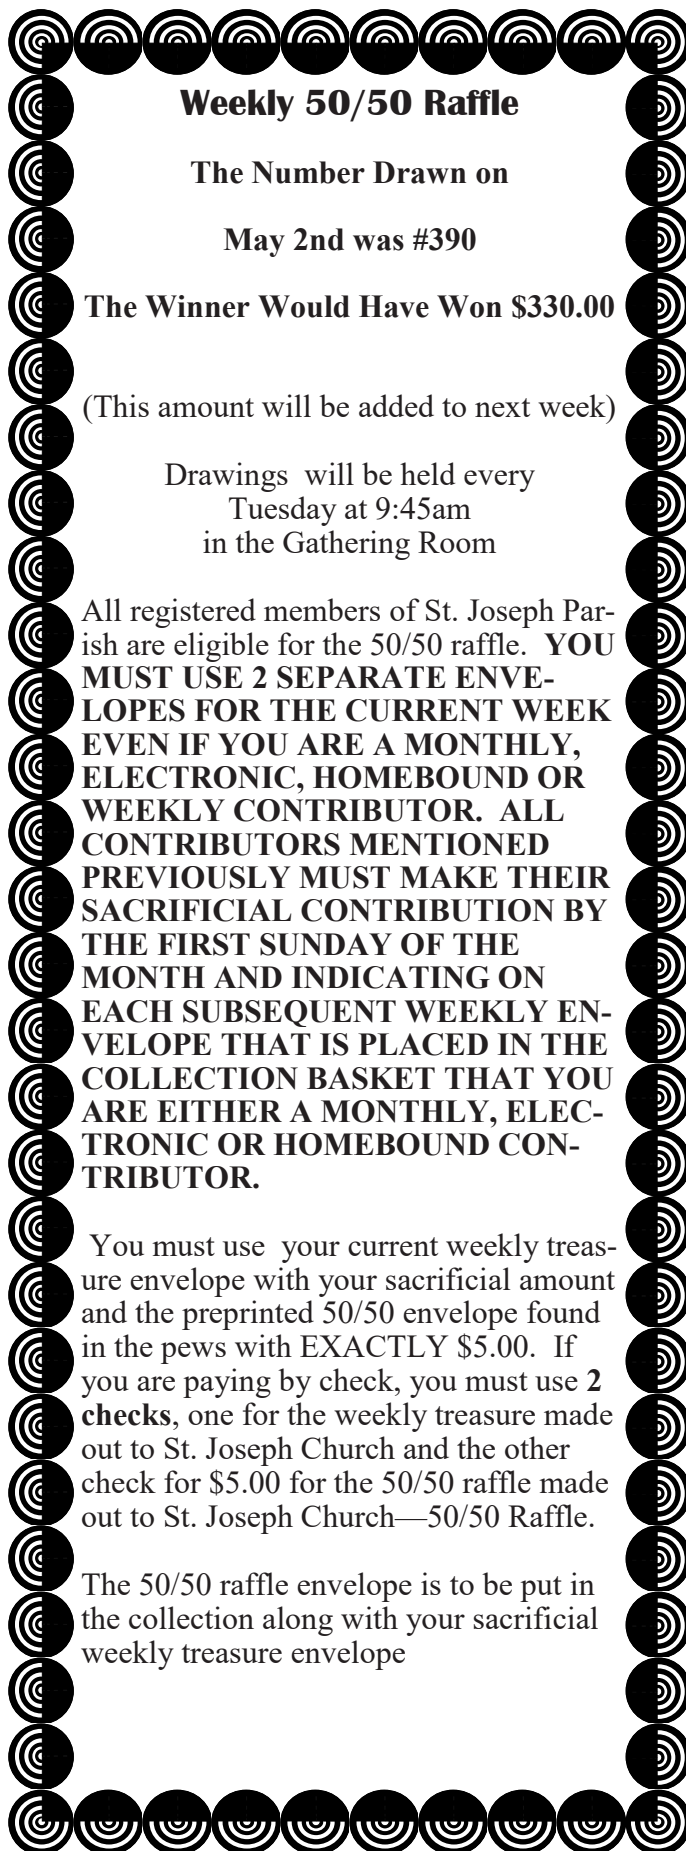 Weekly 50/50 Raffle
The Number Drawn on
May 2nd was #390
The Winner Would Have Won $330.00
(This amount will be added to next week)
Drawings  will be held every
Tuesday at 9:45am
in the Gathering Room
All registered members of St. Joseph Par-
ish are eligible for the 50/50 raffle.  YOU
MUST USE 2 SEPARATE ENVE-
LOPES FOR THE CURRENT WEEK
EVEN IF YOU ARE A MONTHLY,
ELECTRONIC, HOMEBOUND OR
WEEKLY CONTRIBUTOR.  ALL
CONTRIBUTORS MENTIONED
PREVIOUSLY MUST MAKE THEIR
SACRIFICIAL CONTRIBUTION BY
THE FIRST SUNDAY OF THE
MONTH AND INDICATING ON
EACH SUBSEQUENT WEEKLY EN-
VELOPE THAT IS PLACED IN THE
COLLECTION BASKET THAT YOU
ARE EITHER A MONTHLY, ELEC-
TRONIC OR HOMEBOUND CON-
TRIBUTOR.
You must use  your current weekly treas-
ure envelope with your sacrificial amount
and the preprinted 50/50 envelope found
in the pews with EXACTLY $5.00.  If
you are paying by check, you must use 2
checks, one for the weekly treasure made
out to St. Joseph Church and the other
check for $5.00 for the 50/50 raffle made
out to St. Joseph Church—50/50 Raffle.
The 50/50 raffle envelope is to be put in
the collection along with your sacrificial
weekly treasure envelope